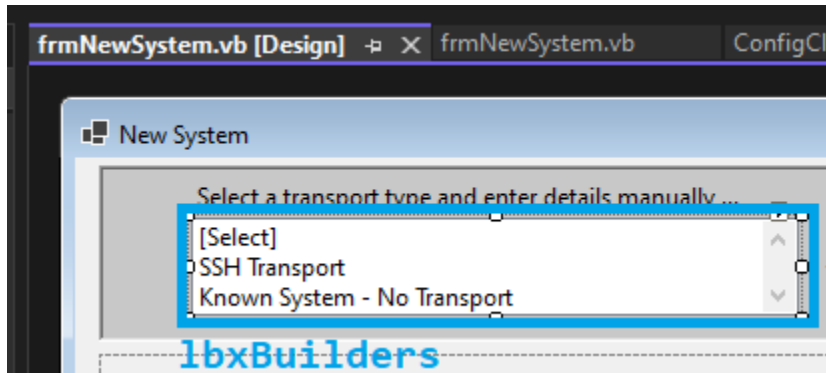 frmNewSystem.vb [Design] frmNewSystem.vb ConfigCl
New System
Select a transport type and enter details manually ...
[Select]
SSH Transport
Known System - No Transport
lbxBuilders